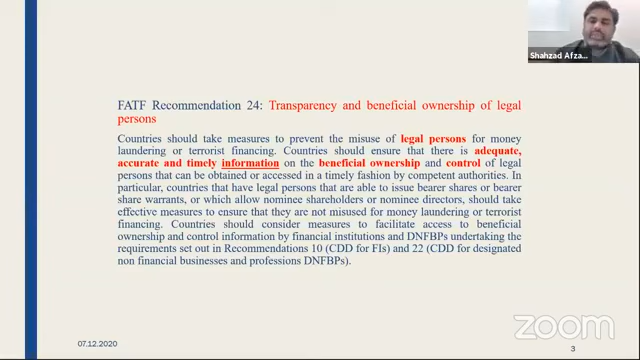 Shahzad Afza...
FATF Recommendation 24: Transparency and beneficial ownership of legal
persons
Countries should take measures to prevent the misuse of legal persons for money
laundering or terrorist financing. Countries should ensure that there is adequate,
accurate and timely information on the beneficial ownership and control of legal
persons that can be obtained or accessed in a timely fashion by competent authorities. In
particular, countries that have legal persons that are able to issue bearer shares or bearer
share warrants, or which allow nominee shareholders or nominee directors, should take
effective measures to ensure that they are not misused for money laundering or terrorist
financing. Countries should consider measures to facilitate access to beneficial
ownership and control information by financial institutions and DNFBPs undertaking the
requirements set out in Recommendations 10 (CDD for FIs) and 22 (CDD for designated
non financial businesses and professions DNFBPs).
zoom
07.12.2020
3